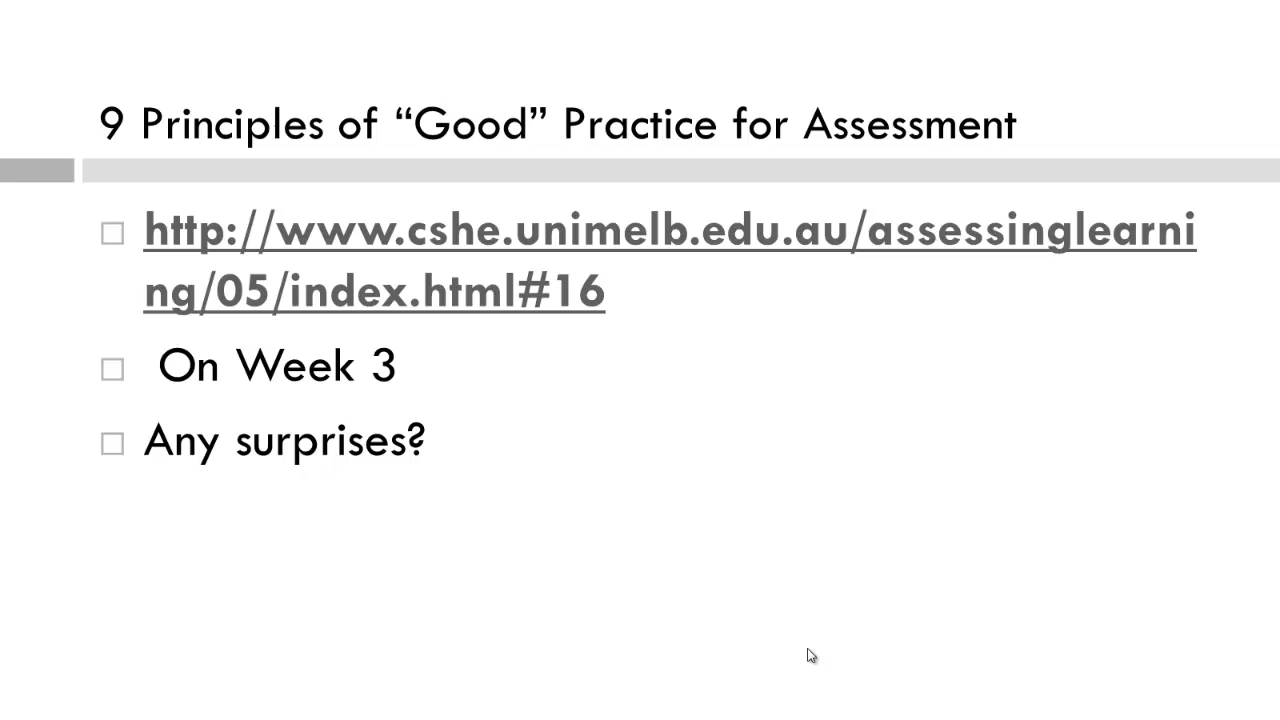 9 Principles of “Good” Practice for Assessment
http://www.cshe.unimelb.edu.au/assessinglearni
ng/05/index.html#16
On Week 3
Any surprises?